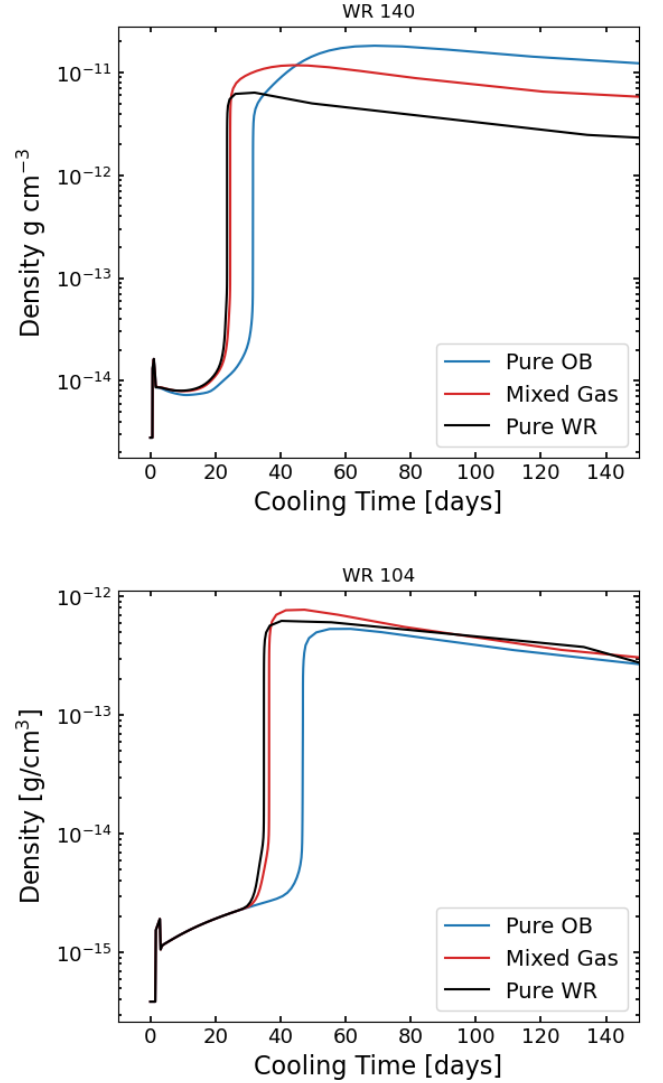 WR 140
10⁻¹¹
10⁻¹²
10⁻¹³
10⁻¹⁴
Density g cm⁻³
Pure OB
Mixed Gas
Pure WR
0 20 40 60 80 100 120 140
Cooling Time [days]
WR 104
10⁻¹²
10⁻¹³
10⁻¹⁴
10⁻¹⁵
Density [g/cm³]
Pure OB
Mixed Gas
Pure WR
0 20 40 60 80 100 120 140
Cooling Time [days]